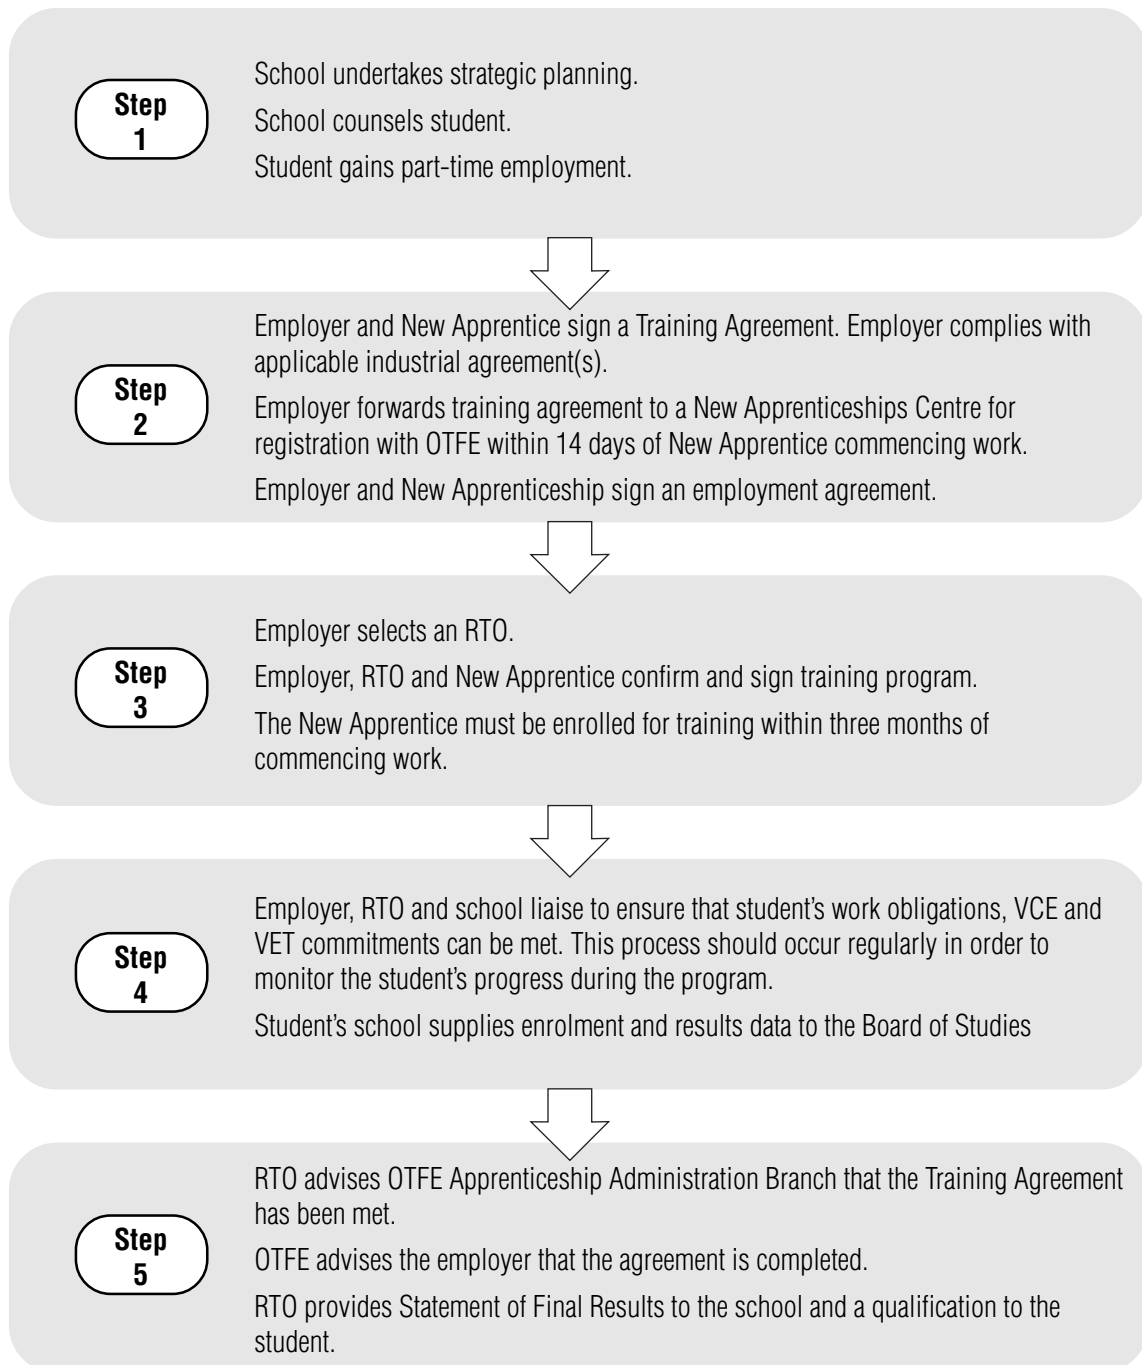 Step
1
School undertakes strategic planning.
School counsels student.
Student gains part-time employment.
Step
2
Employer and New Apprentice sign a Training Agreement. Employer complies with
applicable industrial agreement(s).
Employer forwards training agreement to a New Apprenticeships Centre for
registration with OTFE within 14 days of New Apprentice commencing work.
Employer and New Apprenticeship sign an employment agreement.
Step
3
Employer selects an RTO.
Employer, RTO and New Apprentice confirm and sign training program.
The New Apprentice must be enrolled for training within three months of
commencing work.
Step
4
Employer, RTO and school liaise to ensure that student’s work obligations, VCE and
VET commitments can be met. This process should occur regularly in order to
monitor the student’s progress during the program.
Student’s school supplies enrolment and results data to the Board of Studies
Step
5
RTO advises OTFE Apprenticeship Administration Branch that the Training Agreement
has been met.
OTFE advises the employer that the agreement is completed.
RTO provides Statement of Final Results to the school and a qualification to the
student.